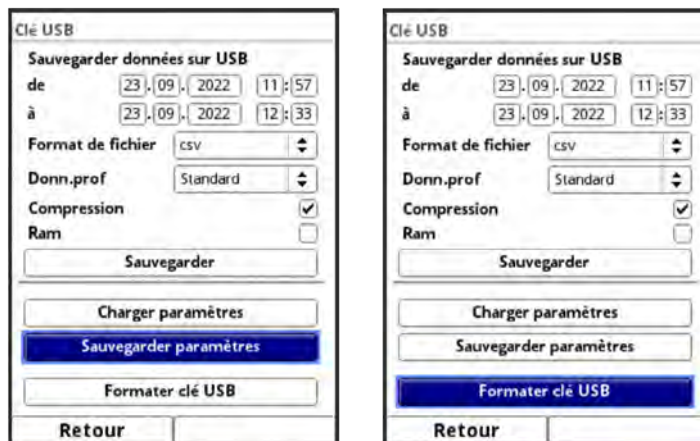 Clé USB
Sauvegarder données sur USB
de 23.09.2022 11:57
à 23.09.2022 12:33
Format de fichier csv
Donn.prof Standard
Compression
Ram
Sauvegarder
Charger paramètres
Sauvegarder paramètres
Formater clé USB
Retour
Clé USB
Sauvegarder données sur USB
de 23.09.2022 11:57
à 23.09.2022 12:33
Format de fichier csv
Donn.prof Standard
Compression
Ram
Sauvegarder
Charger paramètres
Sauvegarder paramètres
Formater clé USB
Retour